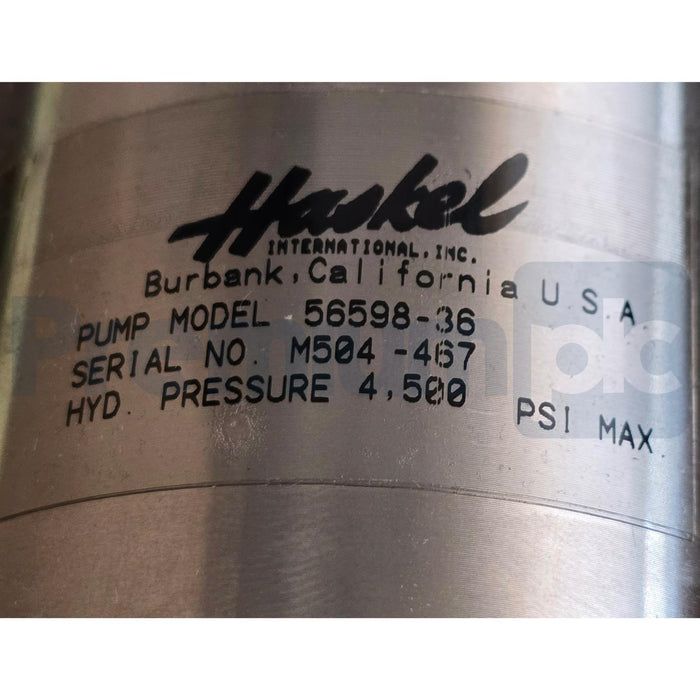 Haskel
INTERNATIONAL, INC.
Burbank, California U.S.A.
PUMP MODEL 56598-36
SERIAL NO. M504-467
HYD. PRESSURE 4,500 PSI MAX